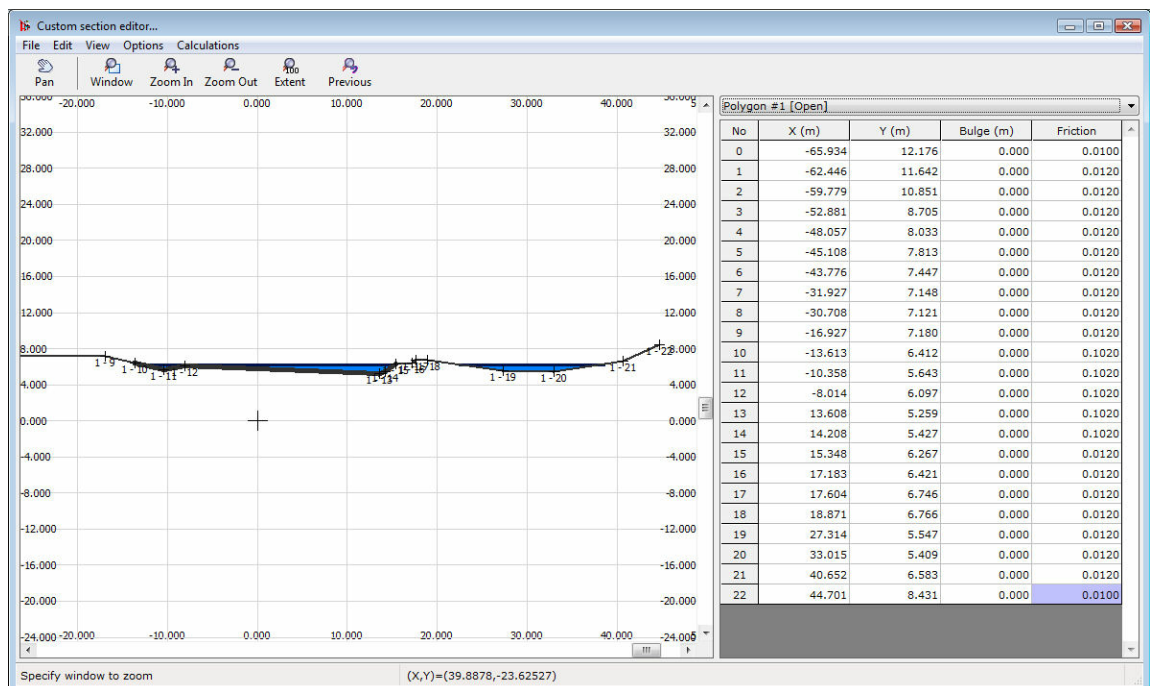 Custom section editor...
File Edit View Options Calculations
Pan Window Zoom In Zoom Out Extent Previous
-20.000 -10.000 0.000 10.000 20.000 30.000 40.000
32.000 32.000
28.000 28.000
24.000 24.000
20.000 20.000
16.000 16.000
12.000 12.000
8.000 8.000
4.000 4.000
0.000 0.000
-4.000 -4.000
-8.000 -8.000
-12.000 -12.000
-16.000 -16.000
-20.000 -20.000
-24.000 -20.000 -10.000 0.000 10.000 20.000 30.000 40.000 -24.000
1 - 9
1 - 10
1 - 11
1 - 12
1 - 19
1 - 20
1 - 21
1 - 22
Polygon #1 [Open]
No X (m) Y (m) Bulge (m) Friction
0 -65.934 12.176 0.000 0.0100
1 -62.446 11.642 0.000 0.0120
2 -59.779 10.851 0.000 0.0120
3 -52.881 8.705 0.000 0.0120
4 -48.057 8.033 0.000 0.0120
5 -45.108 7.813 0.000 0.0120
6 -43.776 7.447 0.000 0.0120
7 -31.927 7.148 0.000 0.0120
8 -30.708 7.121 0.000 0.0120
9 -16.927 7.180 0.000 0.0120
10 -13.613 6.412 0.000 0.1020
11 -10.358 5.643 0.000 0.1020
12 -8.014 6.097 0.000 0.1020
13 13.608 5.259 0.000 0.1020
14 14.208 5.427 0.000 0.1020
15 15.348 6.267 0.000 0.0120
16 17.183 6.421 0.000 0.0120
17 17.604 6.746 0.000 0.0120
18 18.871 6.766 0.000 0.0120
19 27.314 5.547 0.000 0.0120
20 33.015 5.409 0.000 0.0120
21 40.652 6.583 0.000 0.0120
22 44.701 8.431 0.000 0.0100
Specify window to zoom (X,Y)=(39.8878,-23.62527)